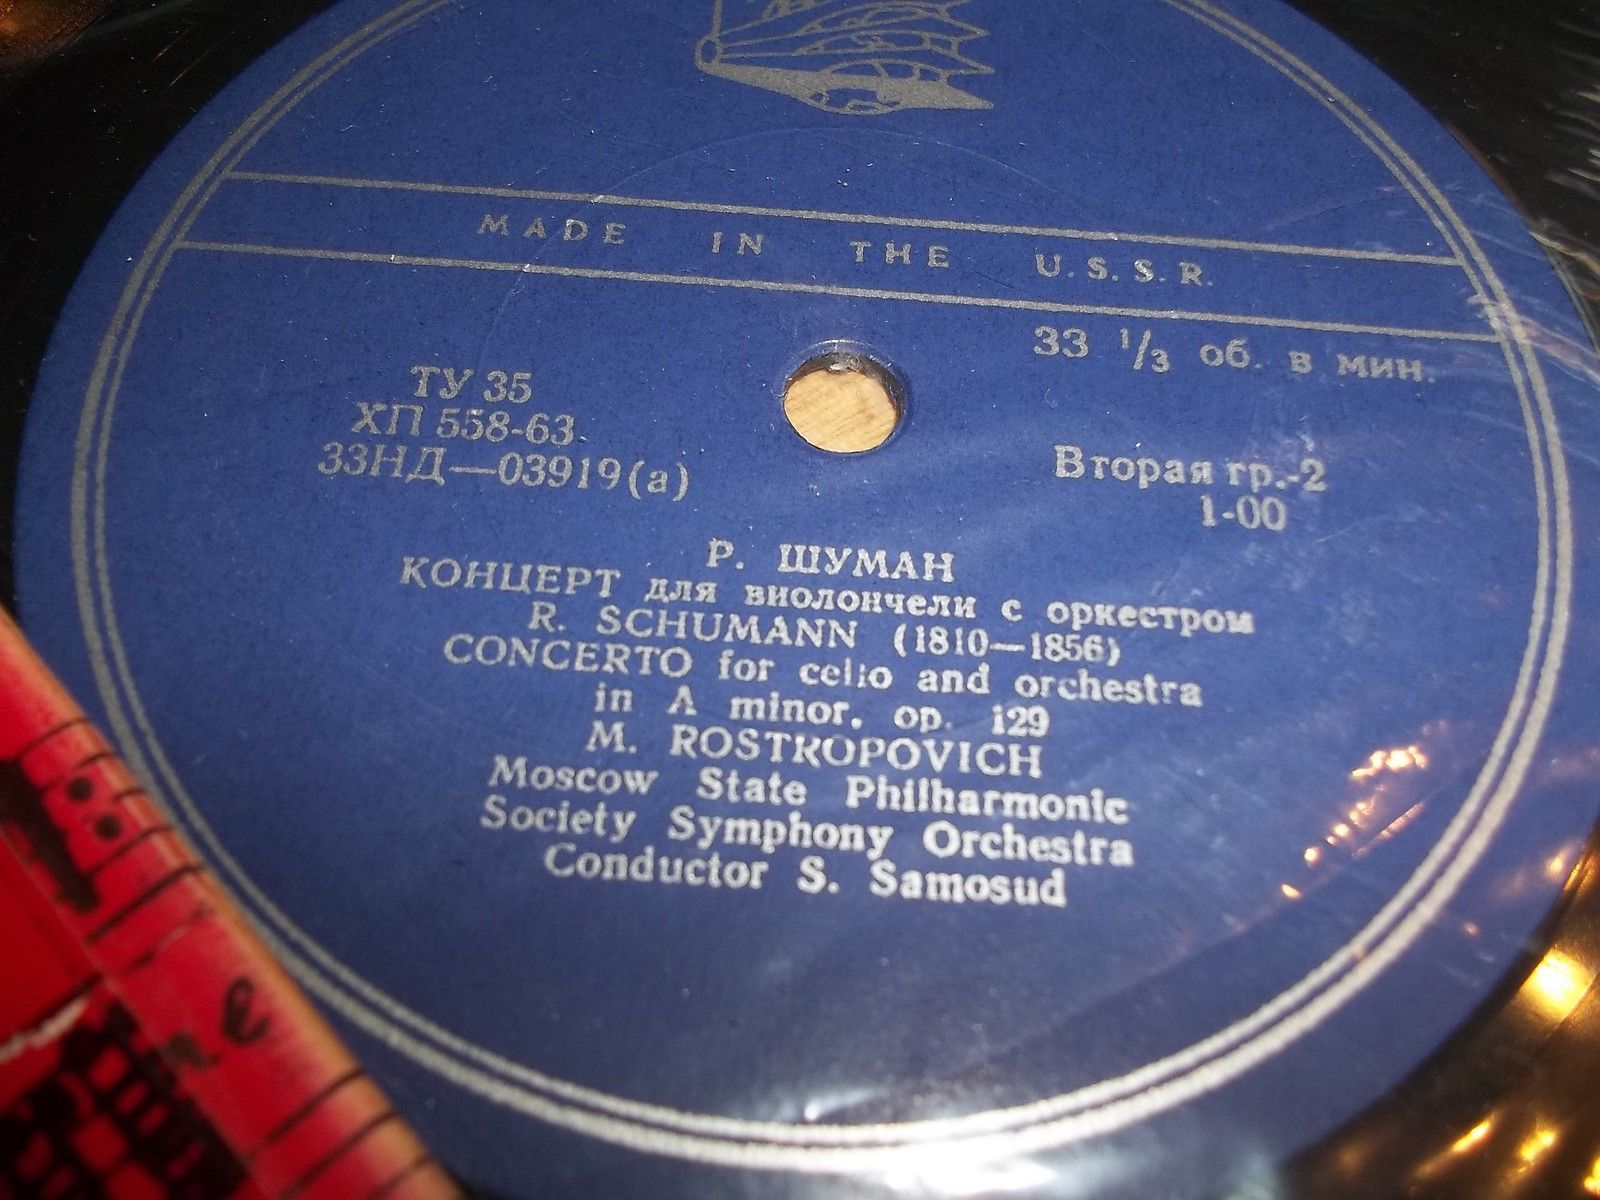 MADE IN THE U.S.S.R.
33 1/3 об. в мин.
ТУ 35
ХП 558-63
33НД—03919(а)
Вторая гр.-2
1-00
Р. ШУМАН
КОНЦЕРТ для виолончели с оркестром
R. SCHUMANN (1810—1856)
CONCERTO for cello and orchestra
in A minor, op. 129
M. ROSTROPOVICH
Moscow State Philharmonic
Society Symphony Orchestra
Conductor S. Samosud